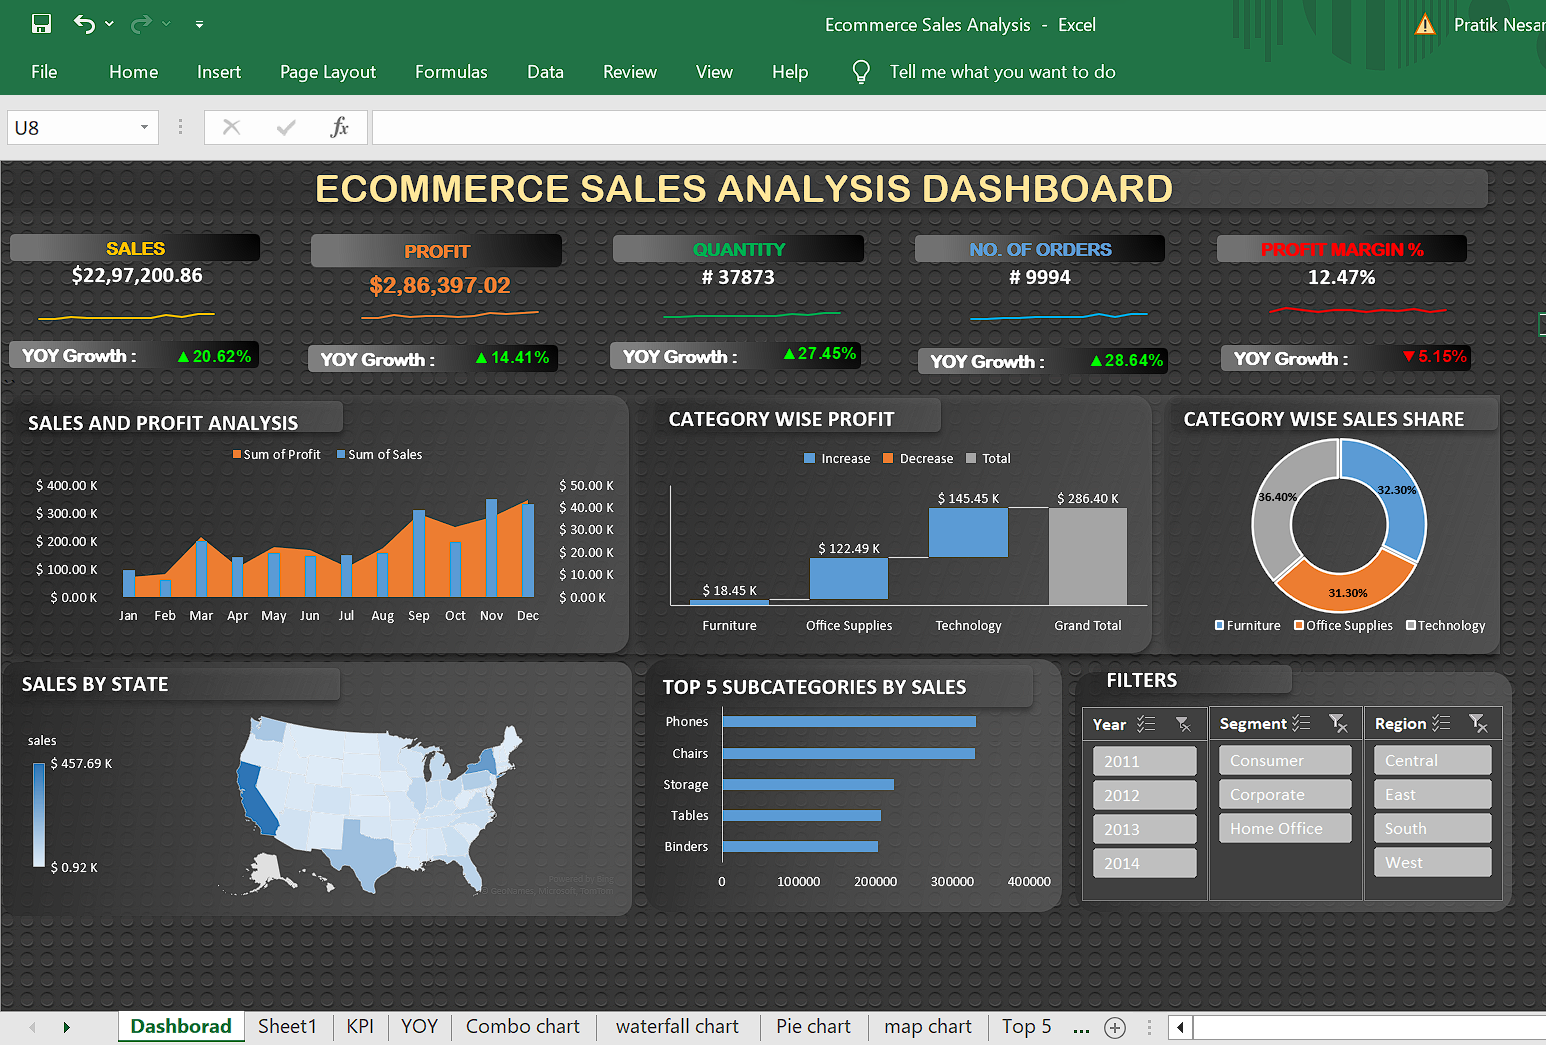 Ecommerce Sales Analysis - Excel
Pratik Nesar
File Home Insert Page Layout Formulas Data Review View Help Tell me what you want to do
U8
fx
ECOMMERCE SALES ANALYSIS DASHBOARD
SALES
$22,97,200.86
YOY Growth : ▲20.62%
PROFIT
$2,86,397.02
YOY Growth : ▲14.41%
QUANTITY
# 37873
YOY Growth : ▲27.45%
NO. OF ORDERS
# 9994
YOY Growth : ▲28.64%
PROFIT MARGIN %
12.47%
YOY Growth : ▼5.15%
SALES AND PROFIT ANALYSIS
Sum of Profit Sum of Sales
$ 400.00 K
$ 300.00 K
$ 200.00 K
$ 100.00 K
$ 0.00 K
$ 50.00 K
$ 40.00 K
$ 30.00 K
$ 20.00 K
$ 10.00 K
$ 0.00 K
Jan Feb Mar Apr May Jun Jul Aug Sep Oct Nov Dec
CATEGORY WISE PROFIT
Increase Decrease Total
$ 18.45 K
$ 122.49 K
$ 145.45 K
$ 286.40 K
Furniture Office Supplies Technology Grand Total
CATEGORY WISE SALES SHARE
36.40%
32.30%
31.30%
Furniture Office Supplies Technology
SALES BY STATE
sales
$ 457.69 K
$ 0.92 K
Powered by Bing
© GeoNames, Microsoft, TomTom
TOP 5 SUBCATEGORIES BY SALES
Phones
Chairs
Storage
Tables
Binders
0 100000 200000 300000 400000
FILTERS
Year
2011
2012
2013
2014
Segment
Consumer
Corporate
Home Office
Region
Central
East
South
West
Dashborad Sheet1 KPI YOY Combo chart waterfall chart Pie chart map chart Top 5 ...